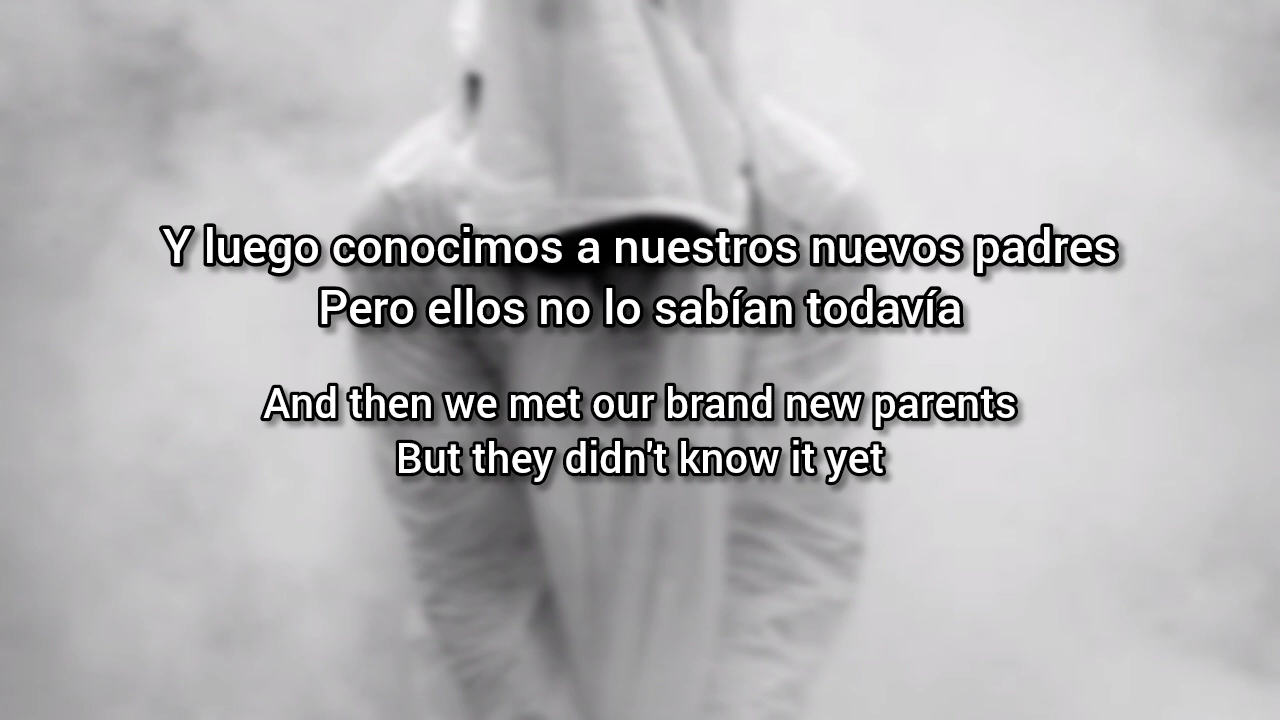 Y luego conocimos a nuestros nuevos padres
Pero ellos no lo sabían todavía
And then we met our brand new parents
But they didn't know it yet